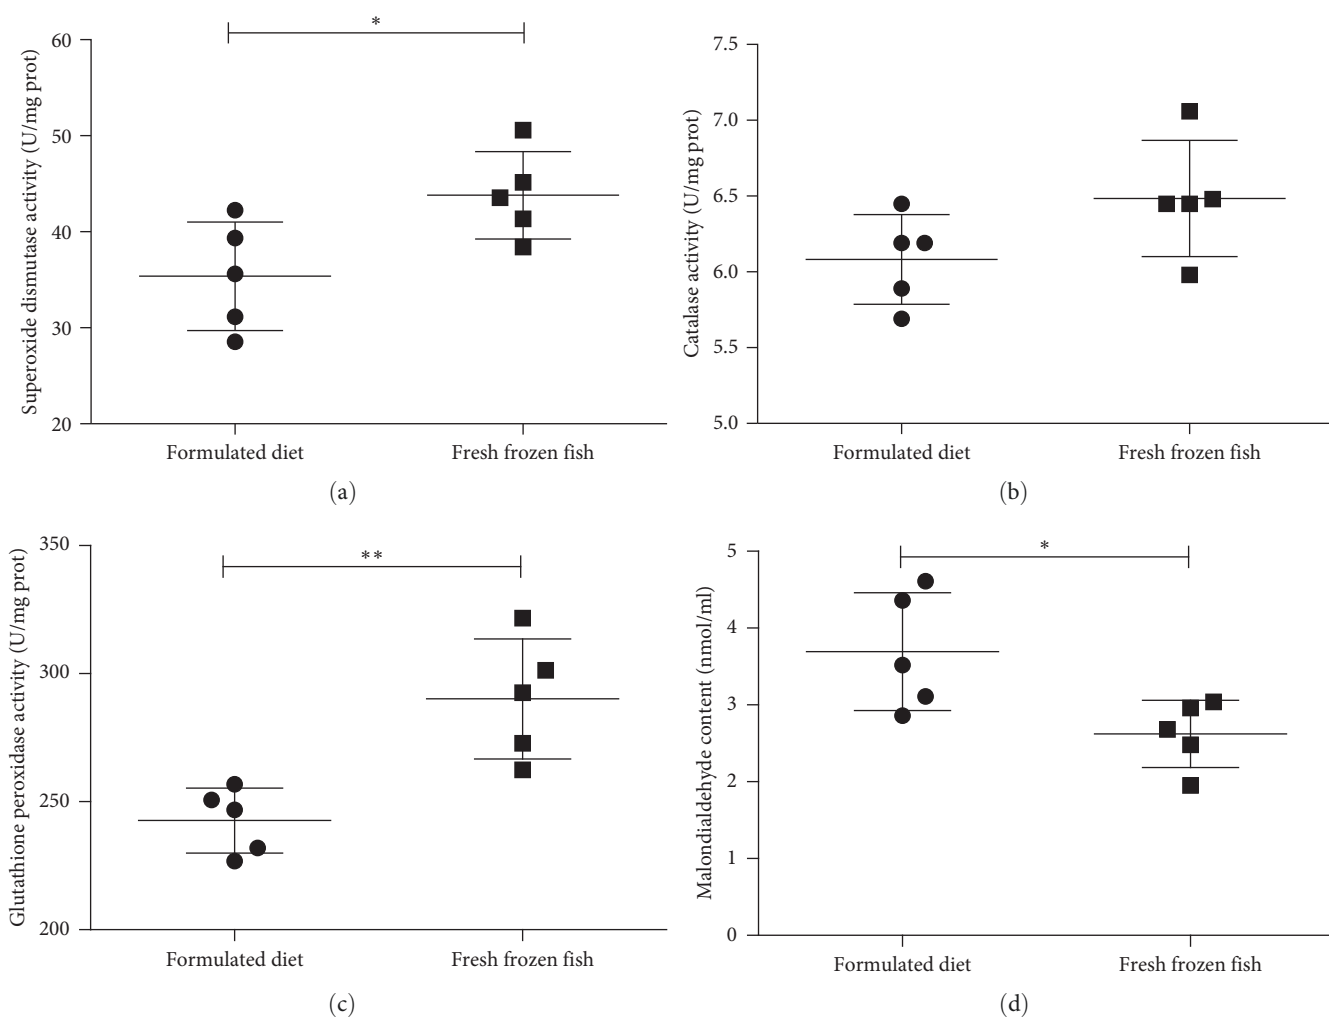 *
60
50
40
30
20
Superoxide dismutase activity (U/mg prot)
Formulated diet
Fresh frozen fish
(a)
7.5
7.0
6.5
6.0
5.5
5.0
Catalase activity (U/mg prot)
Formulated diet
Fresh frozen fish
(b)
**
350
300
250
200
Glutathione peroxidase activity (U/mg prot)
Formulated diet
Fresh frozen fish
(c)
*
5
4
3
2
1
0
Malondialdehyde content (nmol/ml)
Formulated diet
Fresh frozen fish
(d)